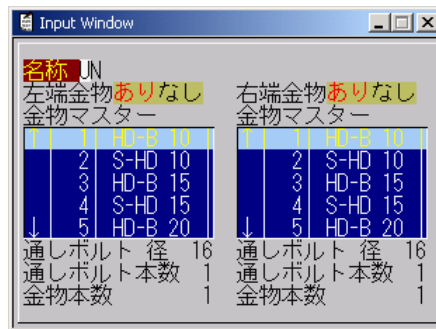 Input Window
名称 UN
左端金物ありなし 右端金物ありなし
金物マスター 金物マスター
↑ 1 HD-B 10 ↑ 1 HD-B 10
2 S-HD 10 2 S-HD 10
3 HD-B 15 3 HD-B 15
4 S-HD 15 4 S-HD 15
↓ 5 HD-B 20 ↓ 5 HD-B 20
通しボルト 径 16 通しボルト 径 16
通しボルト本数 1 通しボルト本数 1
金物本数 1 金物本数 1